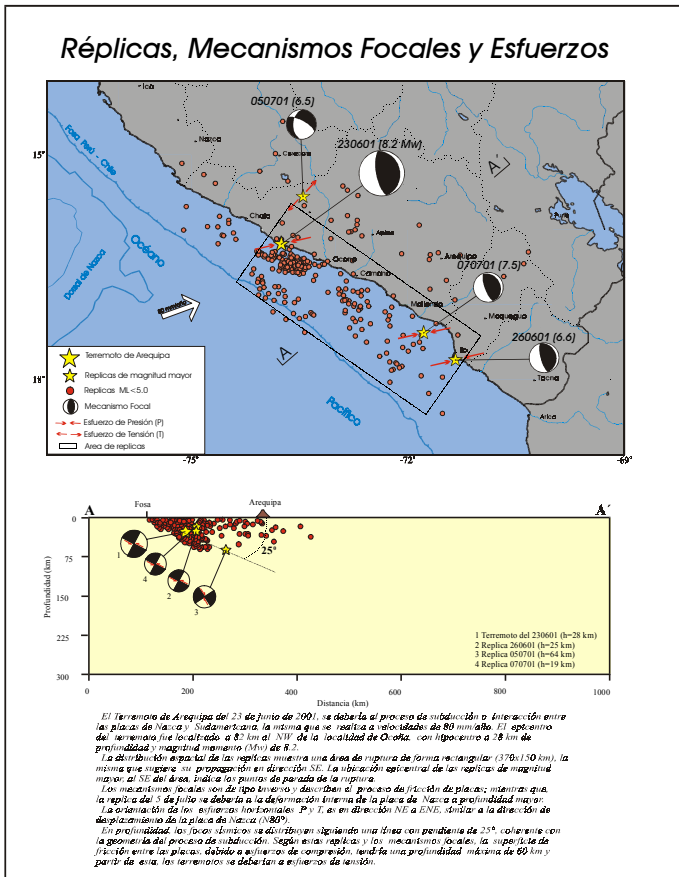 Réplicas, Mecanismos Focales y Esfuerzos
Ica
050701 (6.5)
230601 (8.2 Mw)
Fosa Perú - Chile
Nazca
15°
A´
Chala
Puno
Océano
Ocoña
Arequipa
Camana
070701 (7.5)
Dorsal de Nazca
Mollendo
Moquegua
80 mm/año
A
260601 (6.6)
Ilo
Tacna
18°
Pacífico
Arica
Terremoto de Arequipa
Replicas de magnitud mayor
Replicas ML<5.0
Mecanismo Focal
Esfuerzo de Presión (P)
Esfuerzo de Tensión (T)
Area de replicas
-75° -72° -69°
Fosa Arequipa
A A´
0
75
150
225
300
Profundidad (km)
25°
1
4
2
3
1 Terremoto del 230601 (h=28 km)
2 Replica 260601 (h=25 km)
3 Replica 050701 (h=64 km)
4 Replica 070701 (h=19 km)
0 200 400 600 800 1000
Distancia (km)
El Terremoto de Arequipa del 23 de junio de 2001, se debería al proceso de subducción o interacción entre
las placas de Nazca y Sudamericana, la misma que se realiza a velocidades de 80 mm/año. El epicentro
del terremoto fue localizado a 82 km al NW de la localidad de Ocoña, con hipocentro a 28 km de
profundidad y magnitud momento (Mw) de 8.2.
La distribución espacial de las replicas muestra una área de ruptura de forma rectangular (370x150 km), la
misma que sugiere su propagación en dirección SE. La ubicación epicentral de las replicas de magnitud
mayor, al SE del área, indica los puntos de parada de la ruptura.
Los mecanismos focales son de tipo inverso y describen el proceso de fricción de placas; mientras que,
la replica del 5 de julio se debería a la deformación interna de la placa de Nazca a profundidad mayor.
La orientación de los esfuerzos horizontales P y T, es en dirección NE a ENE, similar a la dirección de
desplazamiento de la placa de Nazca (N80°).
En profundidad, los focos sísmicos se distribuyen siguiendo una línea con pendiente de 25°, coherente con
la geometría del proceso de subducción. Según estas replicas y los mecanismos focales, la superficie de
fricción entre las placas, debido a esfuerzos de compresión, tendría una profundidad máxima de 60 km y
partir de esta, los terremotos se deberían a esfuerzos de tensión.